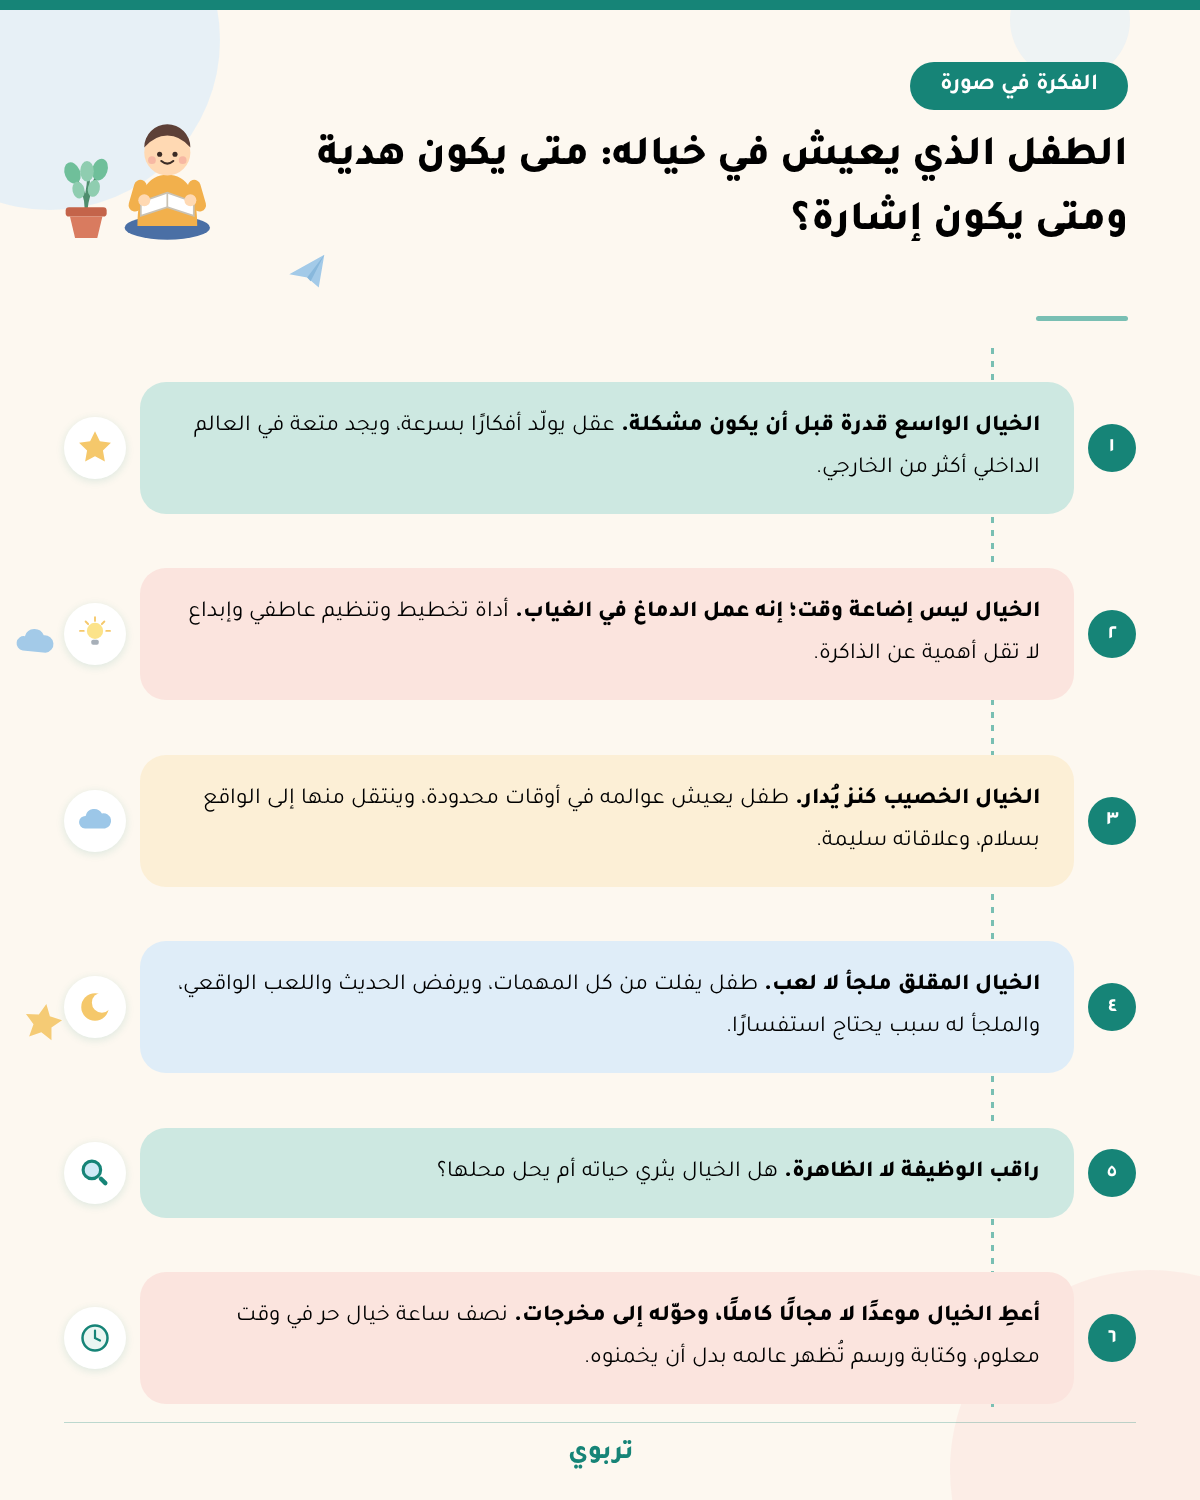 الفكرة في صورة
الطفل الذي يعيش في خياله: متى يكون هدية
ومتى يكون إشارة؟
١
الخيال الواسع قدرة قبل أن يكون مشكلة. عقل يولّد أفكارًا بسرعة، ويجد متعة في العالم
الداخلي أكثر من الخارجي.
٢
الخيال ليس إضاعة وقت؛ إنه عمل الدماغ في الغياب. أداة تخطيط وتنظيم عاطفي وإبداع
لا تقل أهمية عن الذاكرة.
٣
الخيال الخصيب كنز يُدار. طفل يعيش عوالمه في أوقات محدودة، وينتقل منها إلى الواقع
بسلام، وعلاقاته سليمة.
٤
الخيال المقلق ملجأ لا لعب. طفل يفلت من كل المهمات، ويرفض الحديث واللعب الواقعي،
والملجأ له سبب يحتاج استفسارًا.
٥
راقب الوظيفة لا الظاهرة. هل الخيال يثري حياته أم يحل محلها؟
٦
أعطِ الخيال موعدًا لا مجالًا كاملًا، وحوّله إلى مخرجات. نصف ساعة خيال حر في وقت
معلوم، وكتابة ورسم تُظهر عالمه بدل أن يخمنوه.
تربوي